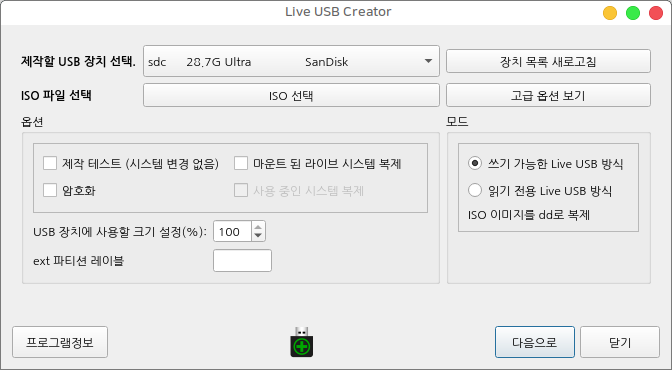 Live USB Creator
제작할 USB 장치 선택.
sdc 28.7G Ultra SanDisk
장치 목록 새로고침
ISO 파일 선택
ISO 선택
고급 옵션 보기
옵션
모드
제작 테스트 (시스템 변경 없음)
마운트 된 라이브 시스템 복제
쓰기 가능한 Live USB 방식
암호화
사용 중인 시스템 복제
읽기 전용 Live USB 방식
ISO 이미지를 dd로 복제
USB 장치에 사용할 크기 설정(%):
100
ext 파티션 레이블
프로그램정보
다음으로
닫기